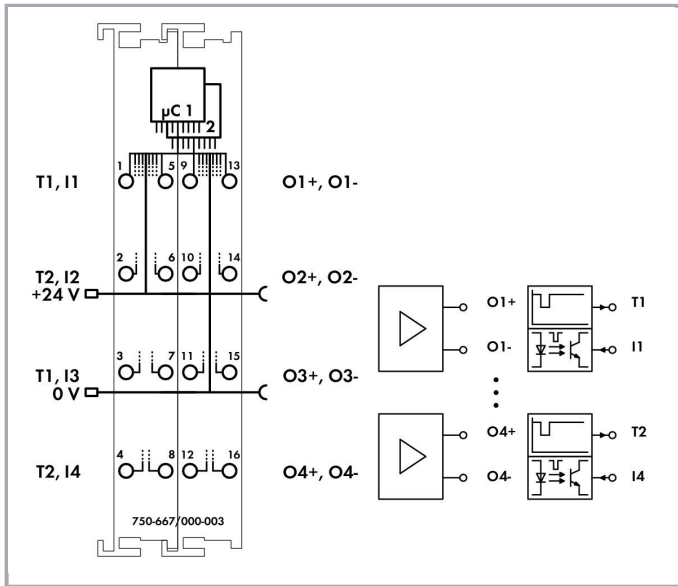 µC 1
2
1 5 9 13
T1, I1 O1+, O1-
2 6 10 14
T2, I2 O2+, O2-
+24 V
3 7 11 15
T1, I3 O3+, O3-
0 V
4 8 12 16
T2, I4 O4+, O4-
750-667/000-003
O1+ T1
O1- I1
O4+ T2
O4- I4